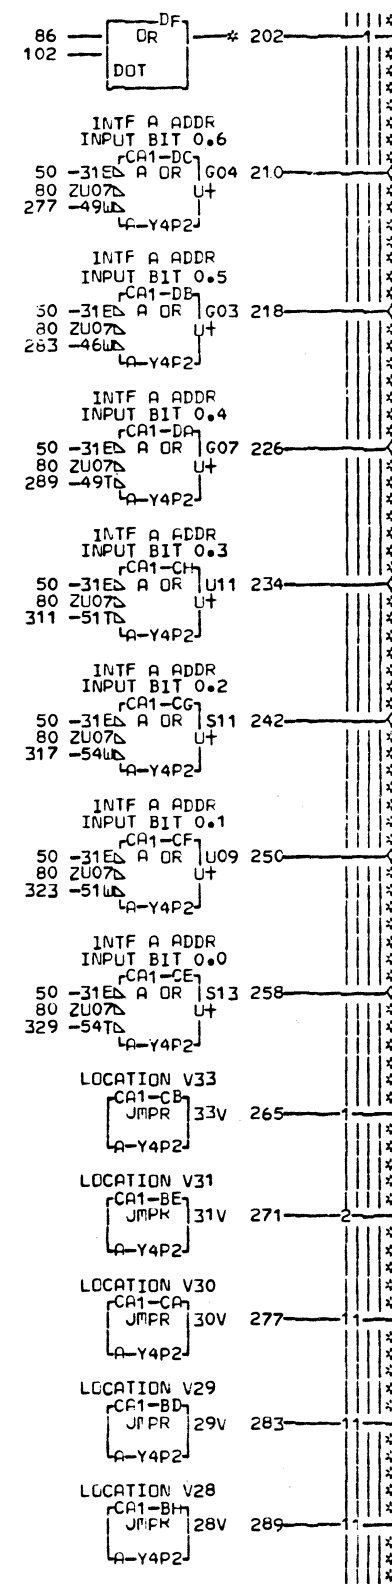 DF
86 OR * 202 1
102
DOT
INTF A ADDR
INPUT BIT 0.6
CA1-DC
50 -31E A OR G04 210
80 ZU07 U+
277 -49W
A-Y4P2
INTF A ADDR
INPUT BIT 0.5
CA1-DB
50 -31E A OR G03 218
80 ZU07 U+
283 -46W
A-Y4P2
INTF A ADDR
INPUT BIT 0.4
CA1-DA
50 -31E A OR G07 226
80 ZU07 U+
289 -49T
A-Y4P2
INTF A ADDR
INPUT BIT 0.3
CA1-CH
50 -31E A OR U11 234
80 ZU07 U+
311 -51T
A-Y4P2
INTF A ADDR
INPUT BIT 0.2
CA1-CG
50 -31E A OR S11 242
80 ZU07 U+
317 -54W
A-Y4P2
INTF A ADDR
INPUT BIT 0.1
CA1-CF
50 -31E A OR U09 250
80 ZU07 U+
323 -51W
A-Y4P2
INTF A ADDR
INPUT BIT 0.0
CA1-CE
50 -31E A OR S13 258
80 ZU07 U+
329 -54T
A-Y4P2
LOCATION V33
CA1-CB
JMPR 33V 265 1
A-Y4P2
LOCATION V31
CA1-BE
JMPR 31V 271 2
A-Y4P2
LOCATION V30
CA1-CA
JMPR 30V 277 11
A-Y4P2
LOCATION V29
CA1-BD
JMPR 29V 283 11
A-Y4P2
LOCATION V28
CA1-BH
JMPR 28V 289 11
A-Y4P2